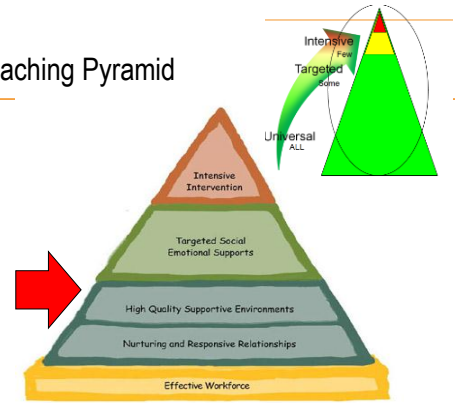 aching Pyramid
Intensive
Few
Targeted
Some
Universal
ALL
Intensive
Intervention
Targeted Social
Emotional Supports
High Quality Supportive Environments
Nurturing and Responsive Relationships
Effective Workforce